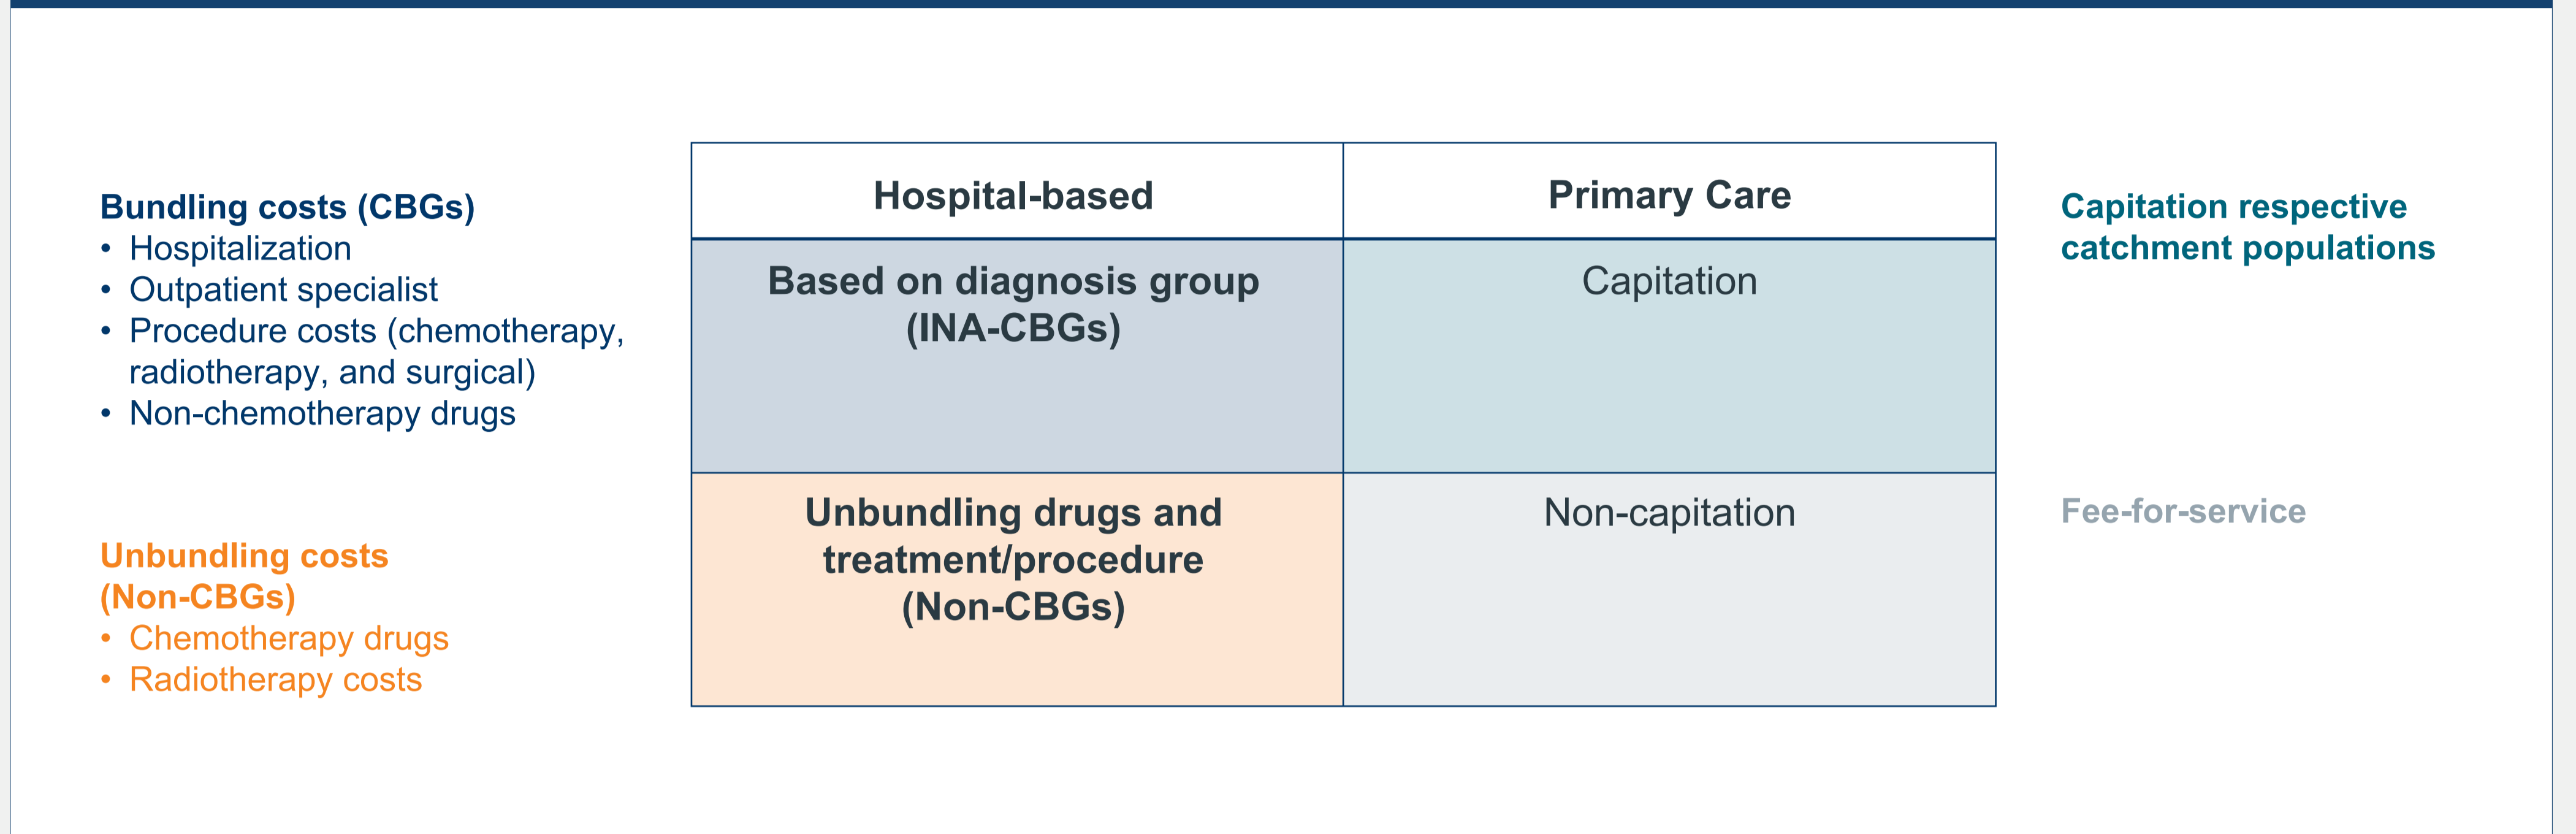 Bundling costs (CBGs)
• Hospitalization
• Outpatient specialist
• Procedure costs (chemotherapy,
radiotherapy, and surgical)
• Non-chemotherapy drugs
Unbundling costs
(Non-CBGs)
• Chemotherapy drugs
• Radiotherapy costs
Hospital-based
Primary Care
Based on diagnosis group
(INA-CBGs)
Capitation
Unbundling drugs and
treatment/procedure
(Non-CBGs)
Non-capitation
Capitation respective
catchment populations
Fee-for-service